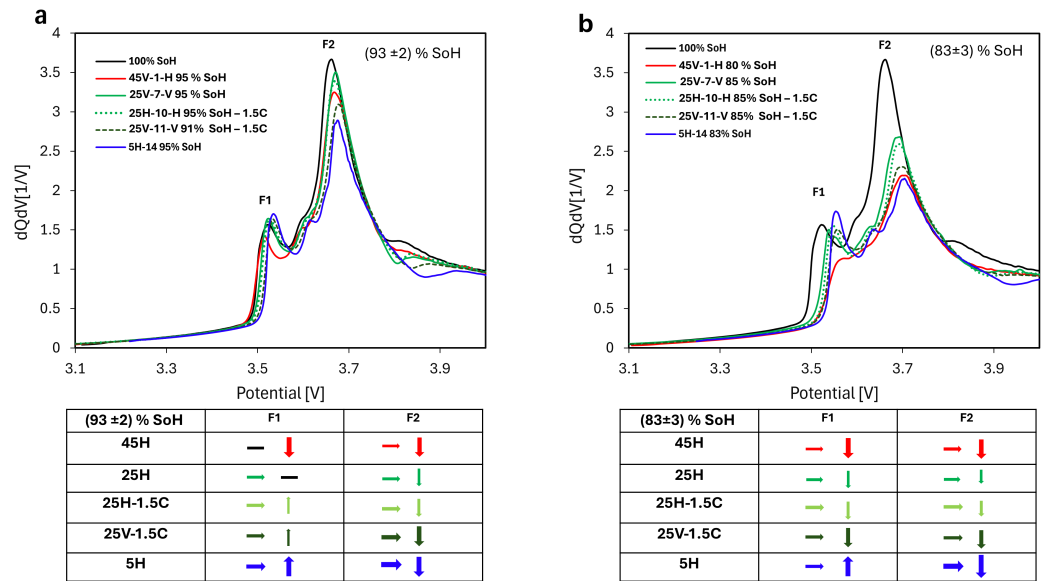 a
4
3.5
3
2.5
2
1.5
1
0.5
0
dQdV[1/V]
F2
(93 ±2) % SoH
100% SoH
45V-1-H 95 % SoH
25V-7-V 95 % SoH
25H-10-H 95% SoH – 1.5C
25V-11-V 91% SoH – 1.5C
5H-14 95% SoH
F1
3.1 3.3 3.5 3.7 3.9
Potential [V]
(93 ±2) % SoH F1 F2
45H
25H
25H-1.5C
25V-1.5C
5H
b
4
3.5
3
2.5
2
1.5
1
0.5
0
dQdV[1/V]
F2
(83±3) % SoH
100% SoH
45V-1-H 80 % SoH
25V-7-V 85 % SoH
25H-10-H 85% SoH – 1.5C
25V-11-V 85% SoH – 1.5C
5H-14 83% SoH
F1
3.1 3.3 3.5 3.7 3.9
Potential [V]
(83±3) % SoH F1 F2
45H
25H
25H-1.5C
25V-1.5C
5H